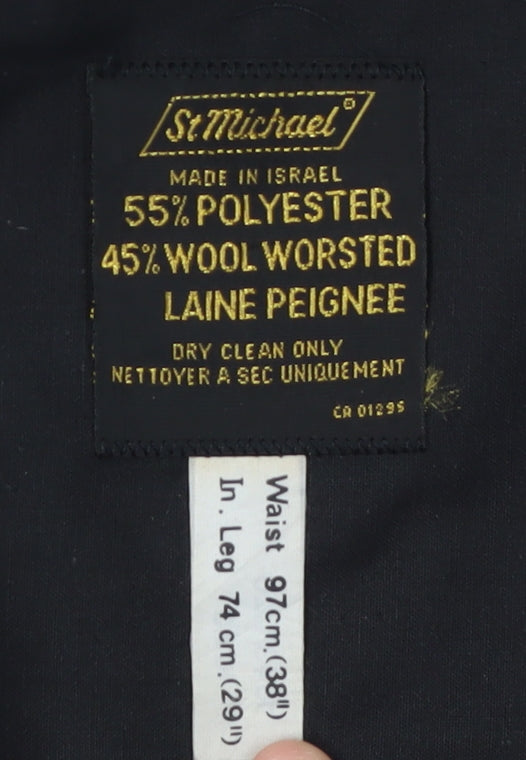 St Michael®
MADE IN ISRAEL
55% POLYESTER
45% WOOL WORSTED
LAINE PEIGNEE
DRY CLEAN ONLY
NETTOYER A SEC UNIQUEMENT
CA 01295
Waist 97cm.(38")
In. Leg 74 cm.(29")